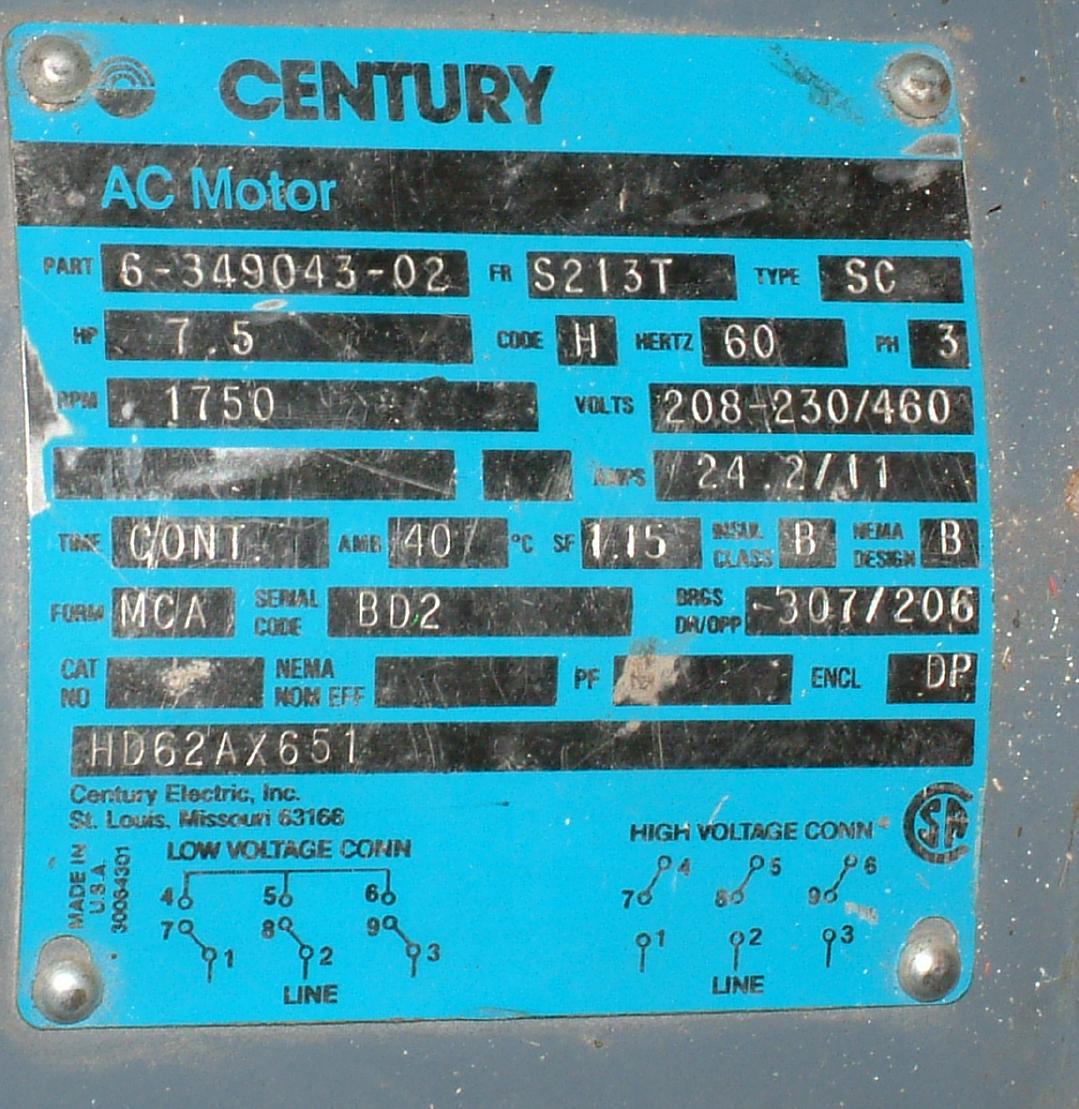 CENTURY
AC Motor
PART 6-349043-02 FR S213T TYPE SC
HP 7.5 CODE H HERTZ 60 PH 3
RPM 1750 VOLTS 208-230/460
AMPS 24.2/11
TIME CONT. AMB 40 °C SF 1.15 INSUL CLASS B NEMA DESIGN B
FORM MCA SERIAL CODE BD2 BRGS DR/OPP -307/206
CAT NO NEMA NOM EFF PF ENCL DP
HD62AX651
Century Electric, Inc.
St. Louis, Missouri 63166
MADE IN
U.S.A.
30064301
LOW VOLTAGE CONN
4 5 6
7 8 9
1 2 3
LINE
HIGH VOLTAGE CONN
4 5 6
7 8 9
1 2 3
LINE
SA